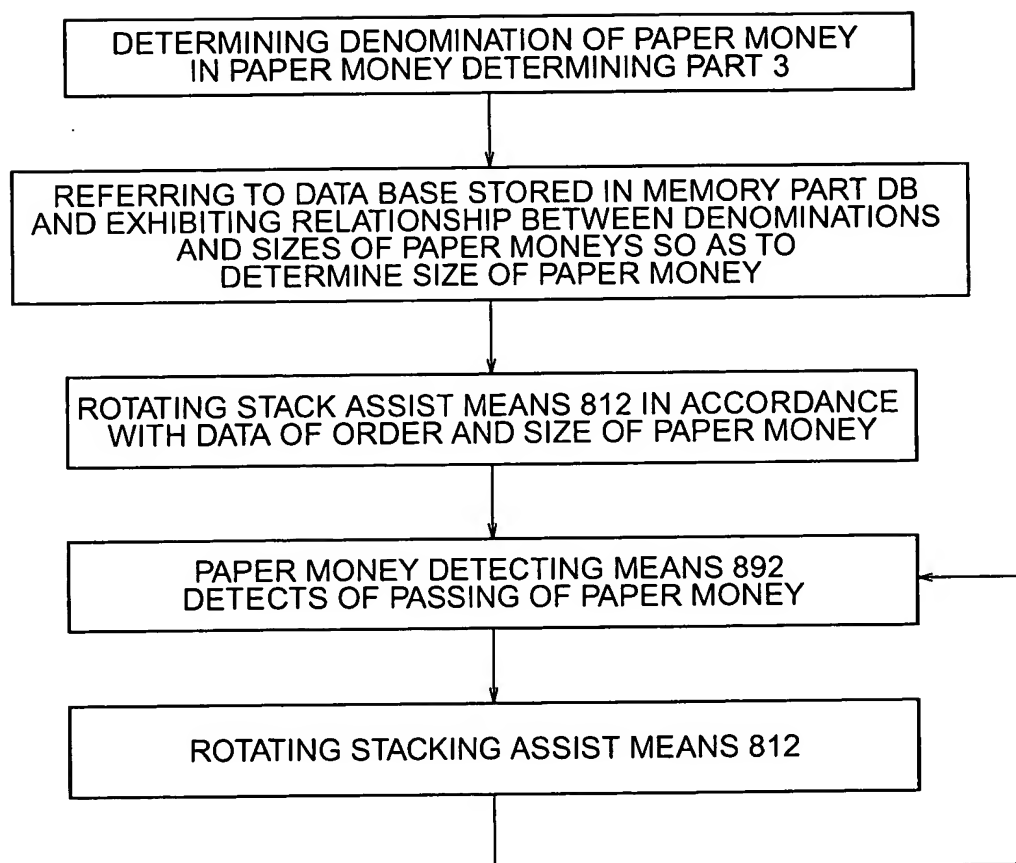 DETERMINING DENOMINATION OF PAPER MONEY
IN PAPER MONEY DETERMINING PART 3
REFERRING TO DATA BASE STORED IN MEMORY PART DB
AND EXHIBITING RELATIONSHIP BETWEEN DENOMINATIONS
AND SIZES OF PAPER MONEYS SO AS TO
DETERMINE SIZE OF PAPER MONEY
ROTATING STACK ASSIST MEANS 812 IN ACCORDANCE
WITH DATA OF ORDER AND SIZE OF PAPER MONEY
PAPER MONEY DETECTING MEANS 892
DETECTS OF PASSING OF PAPER MONEY
ROTATING STACKING ASSIST MEANS 812